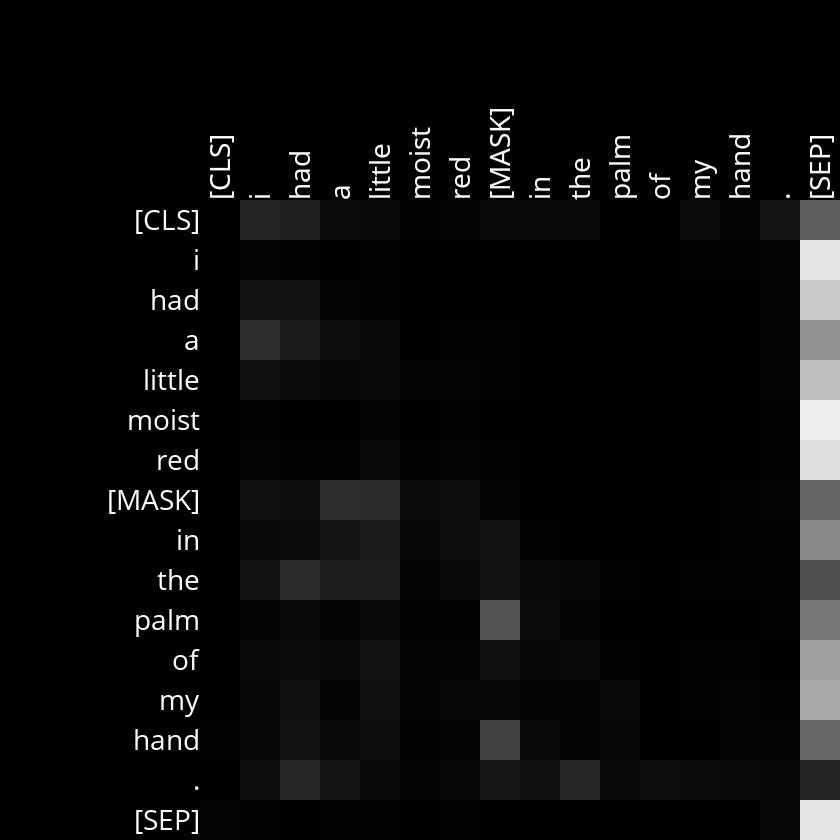 [CLS] i had a little moist red [MASK] in the palm of my hand . [SEP]
[CLS]
i
had
a
little
moist
red
[MASK]
in
the
palm
of
my
hand
.
[SEP]